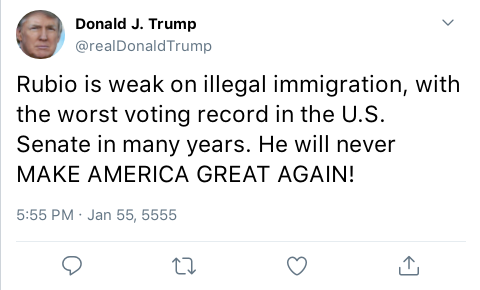 Donald J. Trump
@realDonaldTrump
Rubio is weak on illegal immigration, with
the worst voting record in the U.S.
Senate in many years. He will never
MAKE AMERICA GREAT AGAIN!
5:55 PM · Jan 55, 5555